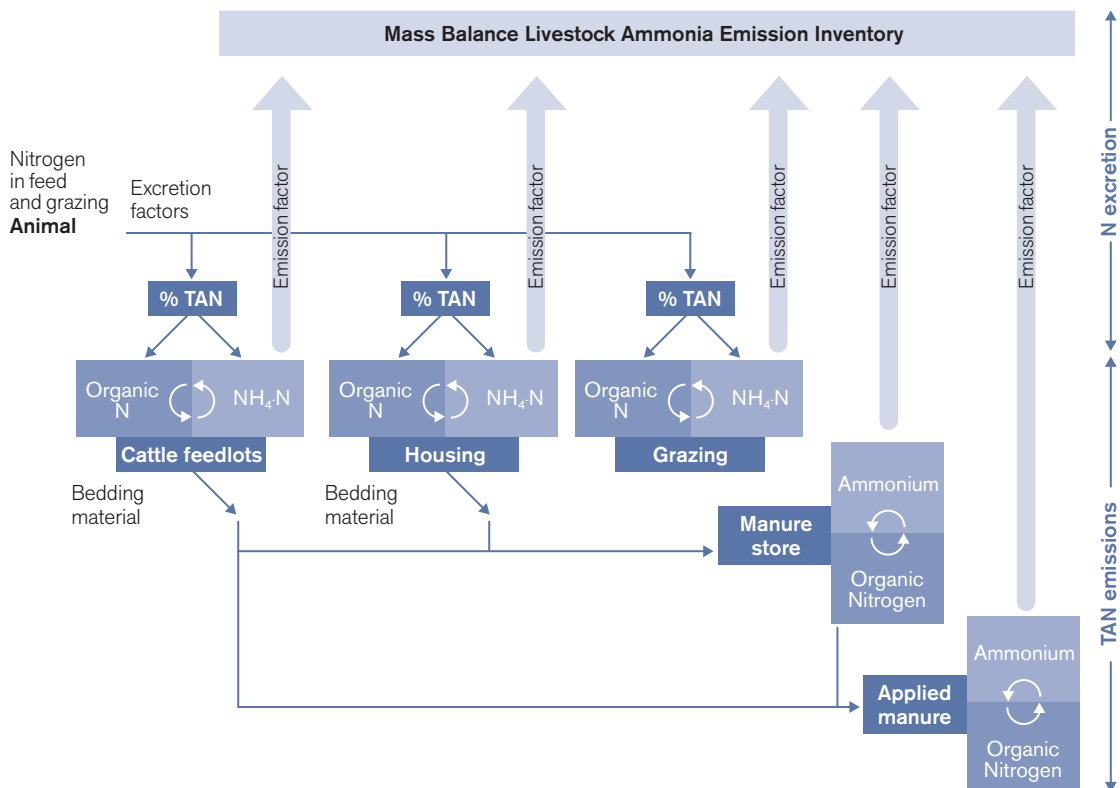 Mass Balance Livestock Ammonia Emission Inventory
Nitrogen
in feed
and grazing
Animal
Excretion
factors
Emission factor
Emission factor
Emission factor
Emission factor
Emission factor
N excretion
% TAN
% TAN
% TAN
Organic
N
NH₄-N
Organic
N
NH₄-N
Organic
N
NH₄-N
Cattle feedlots
Housing
Grazing
Bedding
material
Bedding
material
Manure
store
Ammonium
Organic
Nitrogen
TAN emissions
Applied
manure
Ammonium
Organic
Nitrogen